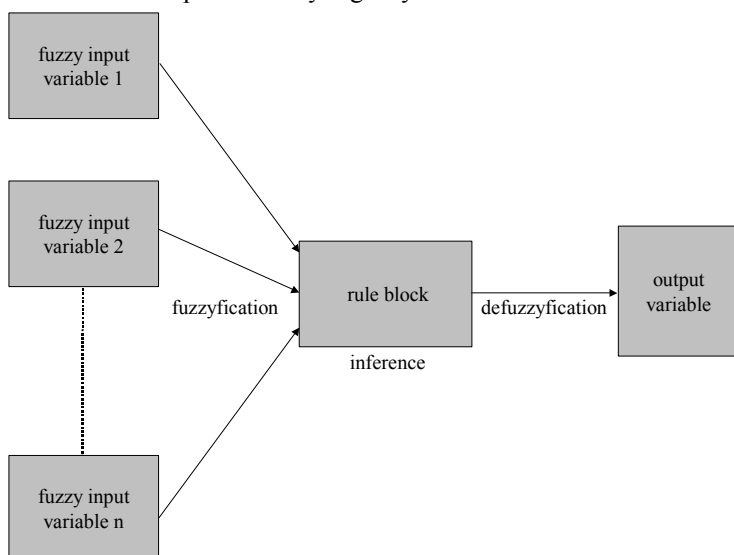 fuzzy input
variable 1
fuzzy input
variable 2
fuzzyfication
rule block
inference
defuzzyfication
output
variable
fuzzy input
variable n